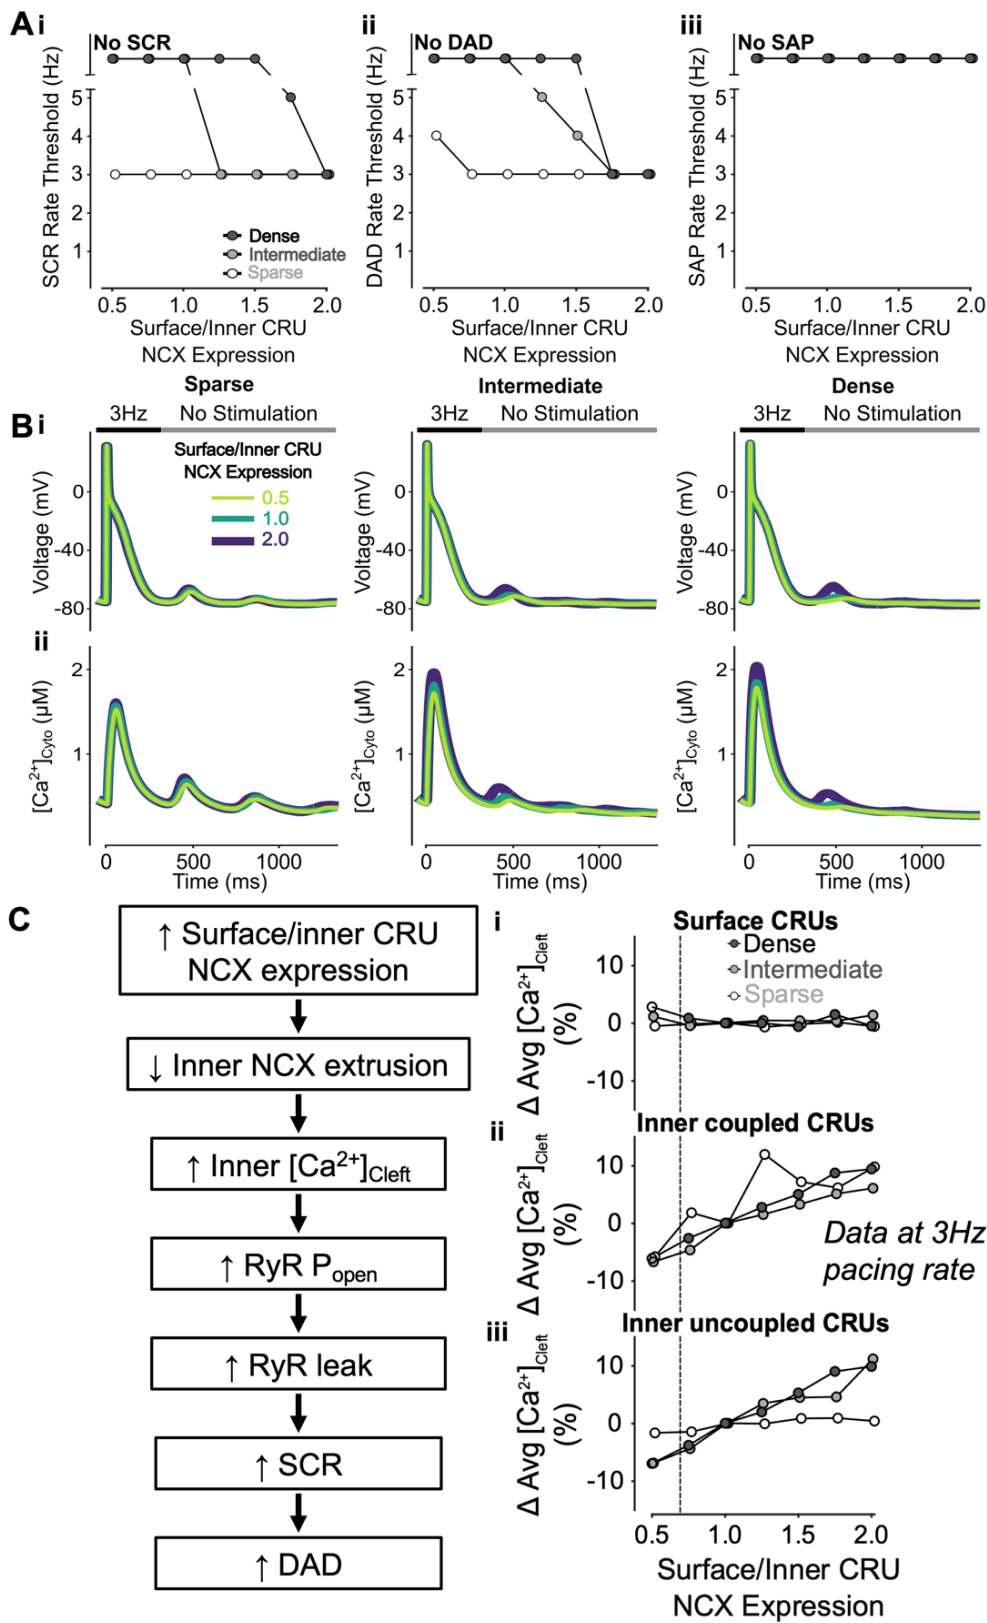 A i
ii
iii
No SCR
No DAD
No SAP
SCR Rate Threshold (Hz)
5
4
3
2
1
Dense
Intermediate
Sparse
0.5 1.0 1.5 2.0
Surface/Inner CRU
NCX Expression
DAD Rate Threshold (Hz)
5
4
3
2
1
0.5 1.0 1.5 2.0
Surface/Inner CRU
NCX Expression
SAP Rate Threshold (Hz)
5
4
3
2
1
0.5 1.0 1.5 2.0
Surface/Inner CRU
NCX Expression
B i
Sparse
3Hz No Stimulation
Surface/Inner CRU
NCX Expression
0.5
1.0
2.0
Voltage (mV)
0
-40
-80
Intermediate
3Hz No Stimulation
Voltage (mV)
0
-40
-80
Dense
3Hz No Stimulation
Voltage (mV)
0
-40
-80
ii
[Ca²⁺]Cyto (µM)
2
1
0 500 1000
Time (ms)
[Ca²⁺]Cyto (µM)
2
1
0 500 1000
Time (ms)
[Ca²⁺]Cyto (µM)
2
1
0 500 1000
Time (ms)
C
↑ Surface/inner CRU
NCX expression
↓ Inner NCX extrusion
↑ Inner [Ca²⁺]Cleft
↑ RyR Popen
↑ RyR leak
↑ SCR
↑ DAD
i
Surface CRUs
Dense
Intermediate
Sparse
Δ Avg [Ca²⁺]Cleft
(%)
10
0
-10
ii
Inner coupled CRUs
Δ Avg [Ca²⁺]Cleft
(%)
10
0
-10
Data at 3Hz
pacing rate
iii
Inner uncoupled CRUs
Δ Avg [Ca²⁺]Cleft
(%)
10
0
-10
0.5 1.0 1.5 2.0
Surface/Inner CRU
NCX Expression